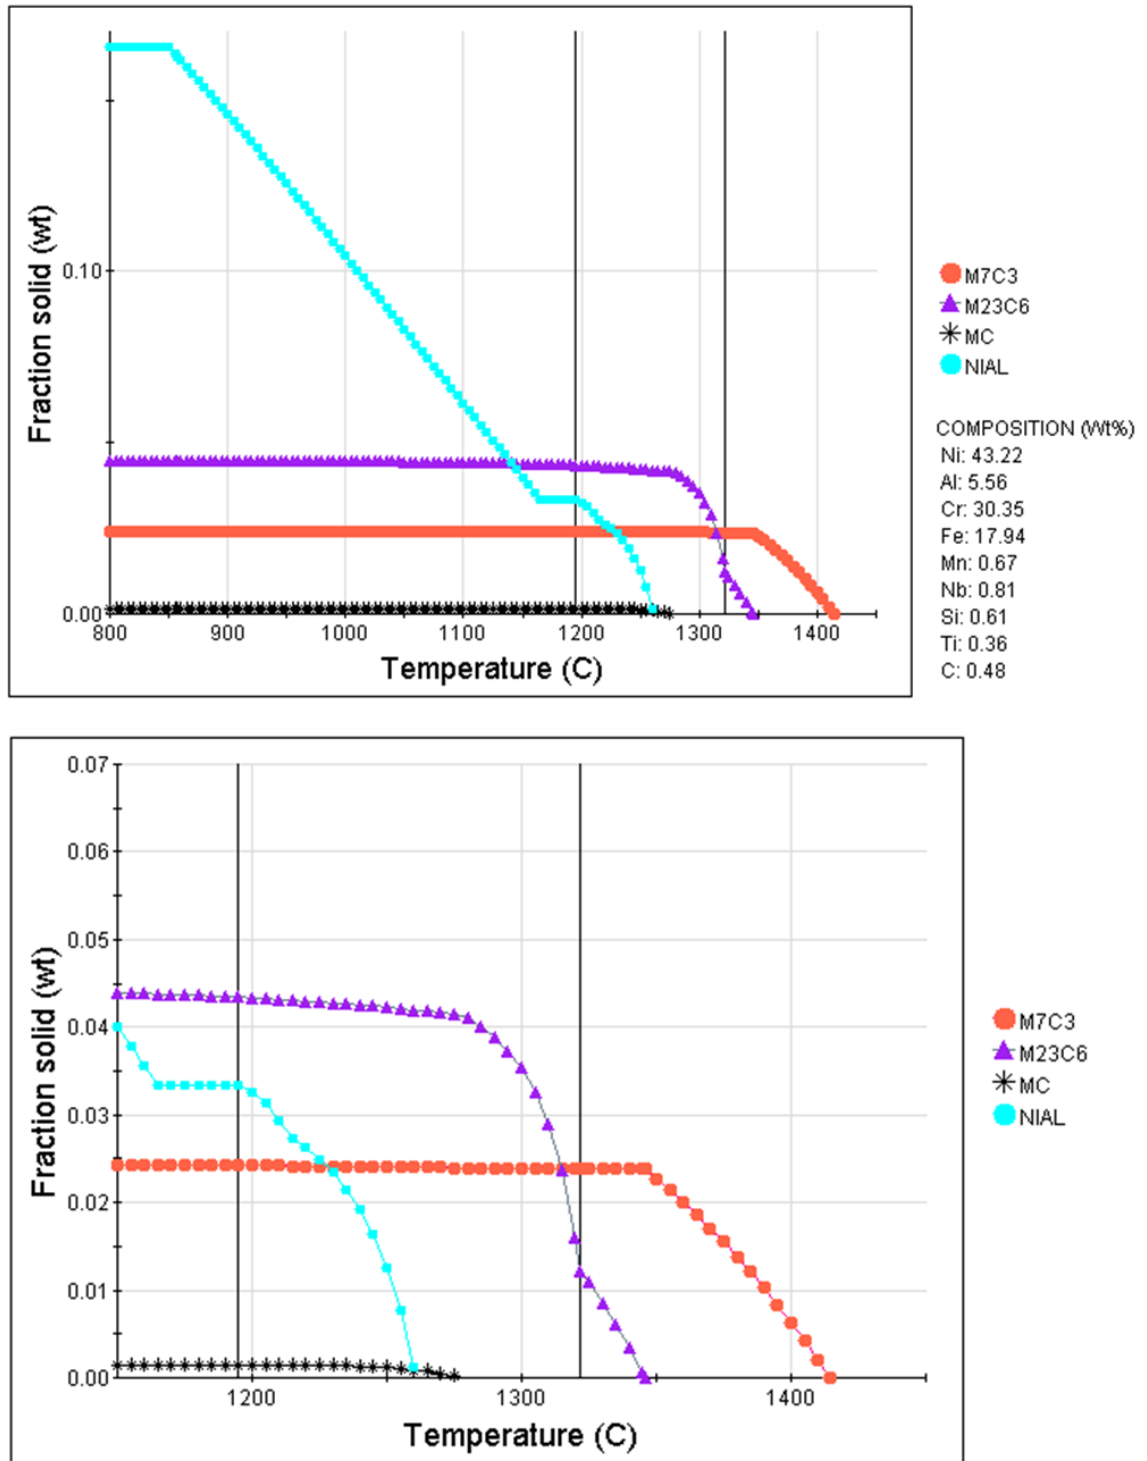 Fraction solid (wt)
0.10
0.00
800
900
1000
1100
1200
1300
1400
Temperature (C)
M7C3
M23C6
MC
NIAL
COMPOSITION (Wt%)
Ni: 43.22
Al: 5.56
Cr: 30.35
Fe: 17.94
Mn: 0.67
Nb: 0.81
Si: 0.61
Ti: 0.36
C: 0.48
Fraction solid (wt)
0.07
0.06
0.05
0.04
0.03
0.02
0.01
0.00
1200
1300
1400
Temperature (C)
M7C3
M23C6
MC
NIAL